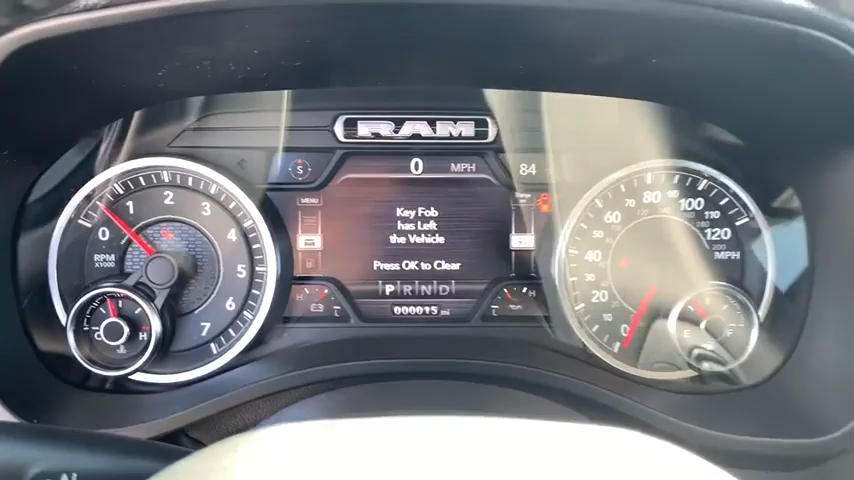 RAM
S
0 MPH
84
MENU
Key Fob
has Left
the Vehicle
Press OK to Clear
PRND
000015 mi
0 1 2 3 4 5 6 7
RPM
X1000
C H
H L
L H
0 10 20 30 40 50 60 70 80 90 100 110 120
MPH
E F